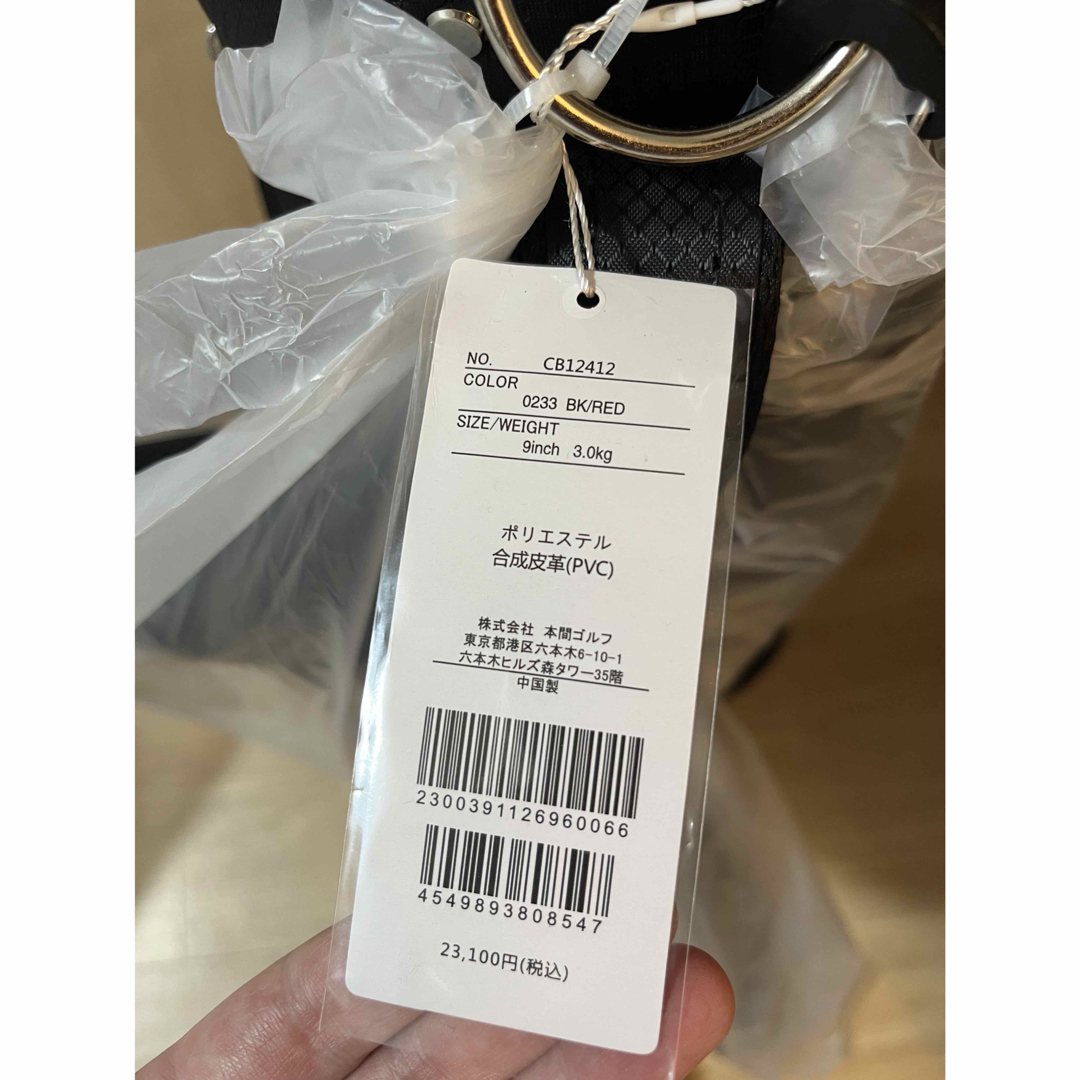 NO. CB12412
COLOR
0233 BK/RED
SIZE/WEIGHT
9inch 3.0kg
ポリエステル
合成皮革(PVC)
株式会社 本間ゴルフ
東京都港区六本木6-10-1
六本木ヒルズ森タワー35階
中国製
2300391126960066
4549893808547
23,100円(税込)